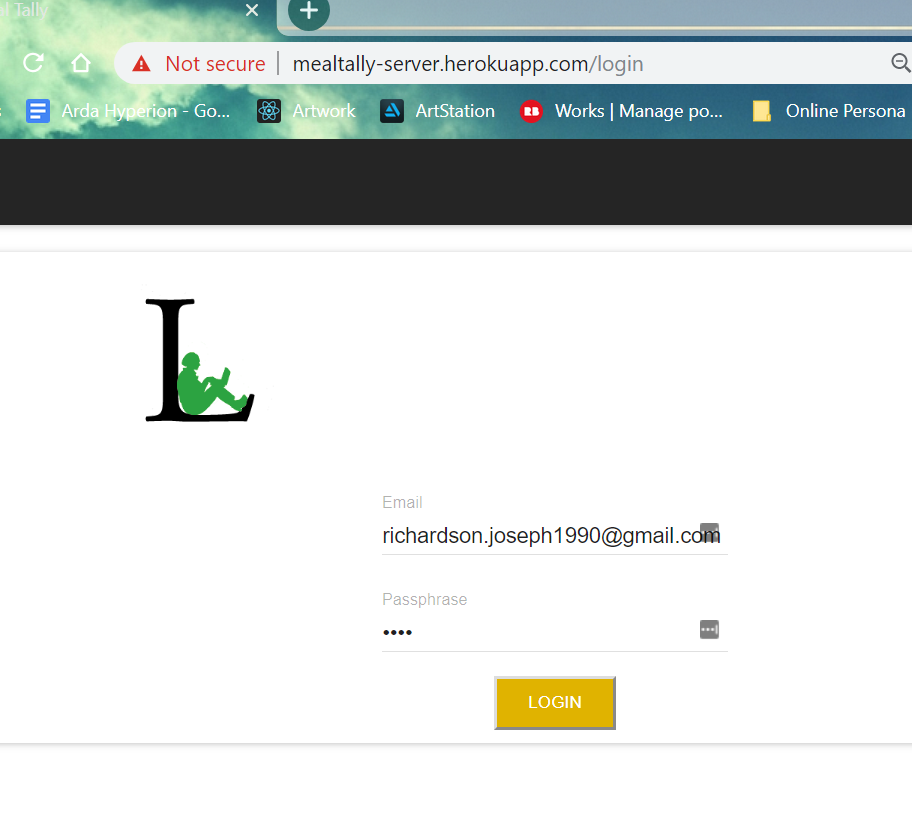 al Tally
Not secure | mealtally-server.herokuapp.com/login
Arda Hyperion - Go... Artwork ArtStation Works | Manage po... Online Persona
L
Email
richardson.joseph1990@gmail.com
Passphrase
••••
LOGIN